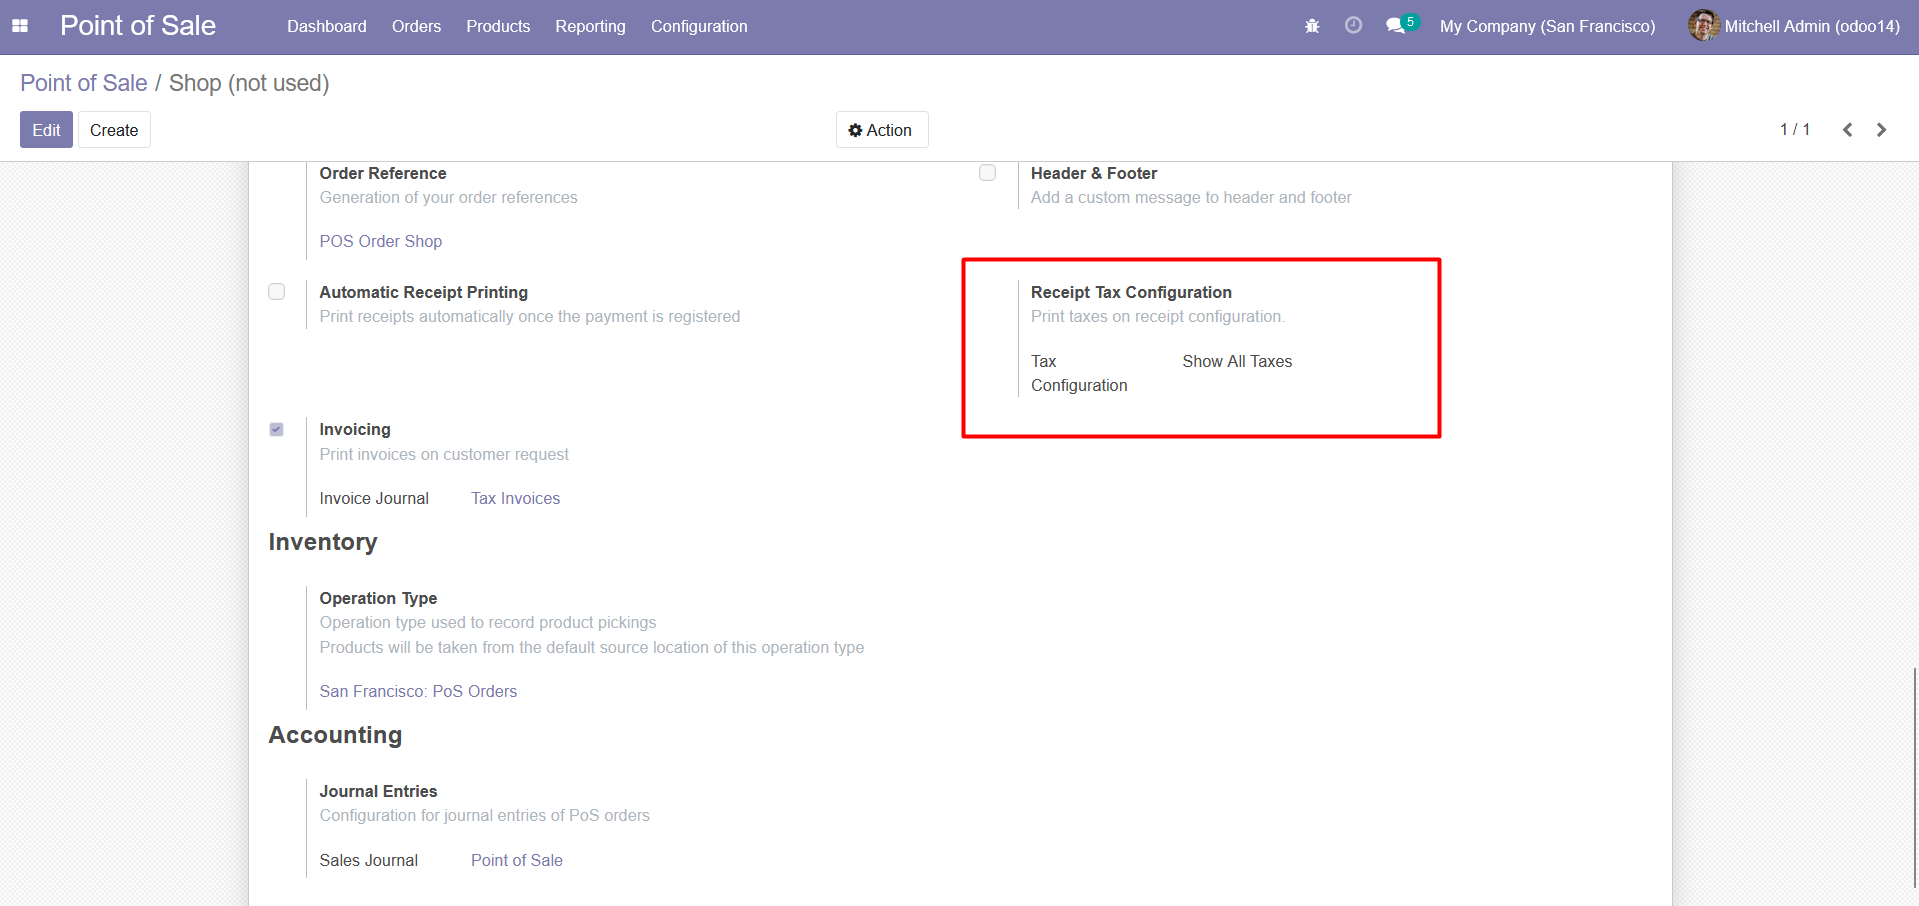 Point of Sale
Dashboard Orders Products Reporting Configuration
5
My Company (San Francisco)
Mitchell Admin (odoo14)
Point of Sale / Shop (not used)
Edit Create
Action
1 / 1
Order Reference
Generation of your order references
POS Order Shop
Header & Footer
Add a custom message to header and footer
Automatic Receipt Printing
Print receipts automatically once the payment is registered
Receipt Tax Configuration
Print taxes on receipt configuration.
Tax Configuration
Show All Taxes
Invoicing
Print invoices on customer request
Invoice Journal Tax Invoices
Inventory
Operation Type
Operation type used to record product pickings
Products will be taken from the default source location of this operation type
San Francisco: PoS Orders
Accounting
Journal Entries
Configuration for journal entries of PoS orders
Sales Journal Point of Sale